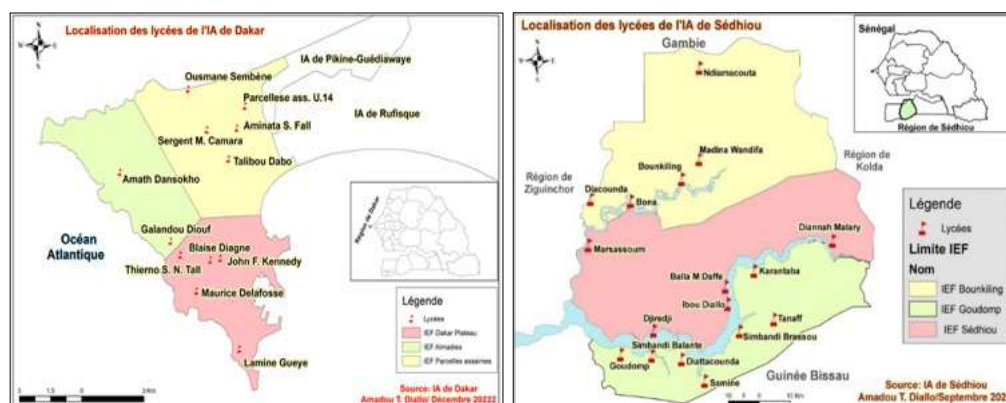 Localisation des lycées de l'IA de Dakar
IA de Pikine-Guédiawaye
Ousmane Sembène
Parcellese ass. U.14
IA de Rufisque
Aminata S. Fall
Sergent M. Camara
Talibou Dabo
Amath Dansokho
Région de Dakar
Galandou Diouf
Océan
Atlantique
Blaise Diagne
John F. Kennedy
Thierno S. N. Tall
Maurice Delafosse
Lamine Gueye
Légende
Lycées
IEF Dakar Plateau
IEF Almadies
IEF Parcelles assainies
Source: IA de Dakar
Amadou T. Diallo/ Décembre 20222
Localisation des lycées de l'IA de Sédhiou
Gambie
Sénégal
Région de Sédhiou
Ndiamacouta
Madina Wandifa
Bounkiling
Région de
Ziguinchor
Région de
Kolda
Diacounda
Bona
Diannah Malary
Marsassoum
Karantaba
Balla M Daffe
Ibou Diallo
Tanaff
Djiredji
Simbandi Brassou
Simbandi Balante
Goudomp
Diattacounda
Samine
Guinée Bissau
Légende
Lycées
Limite IEF
Nom
IEF Bounkiling
IEF Goudomp
IEF Sédhiou
Source: IA de Sédhiou
Amadou T. Diallo/Septembre 202